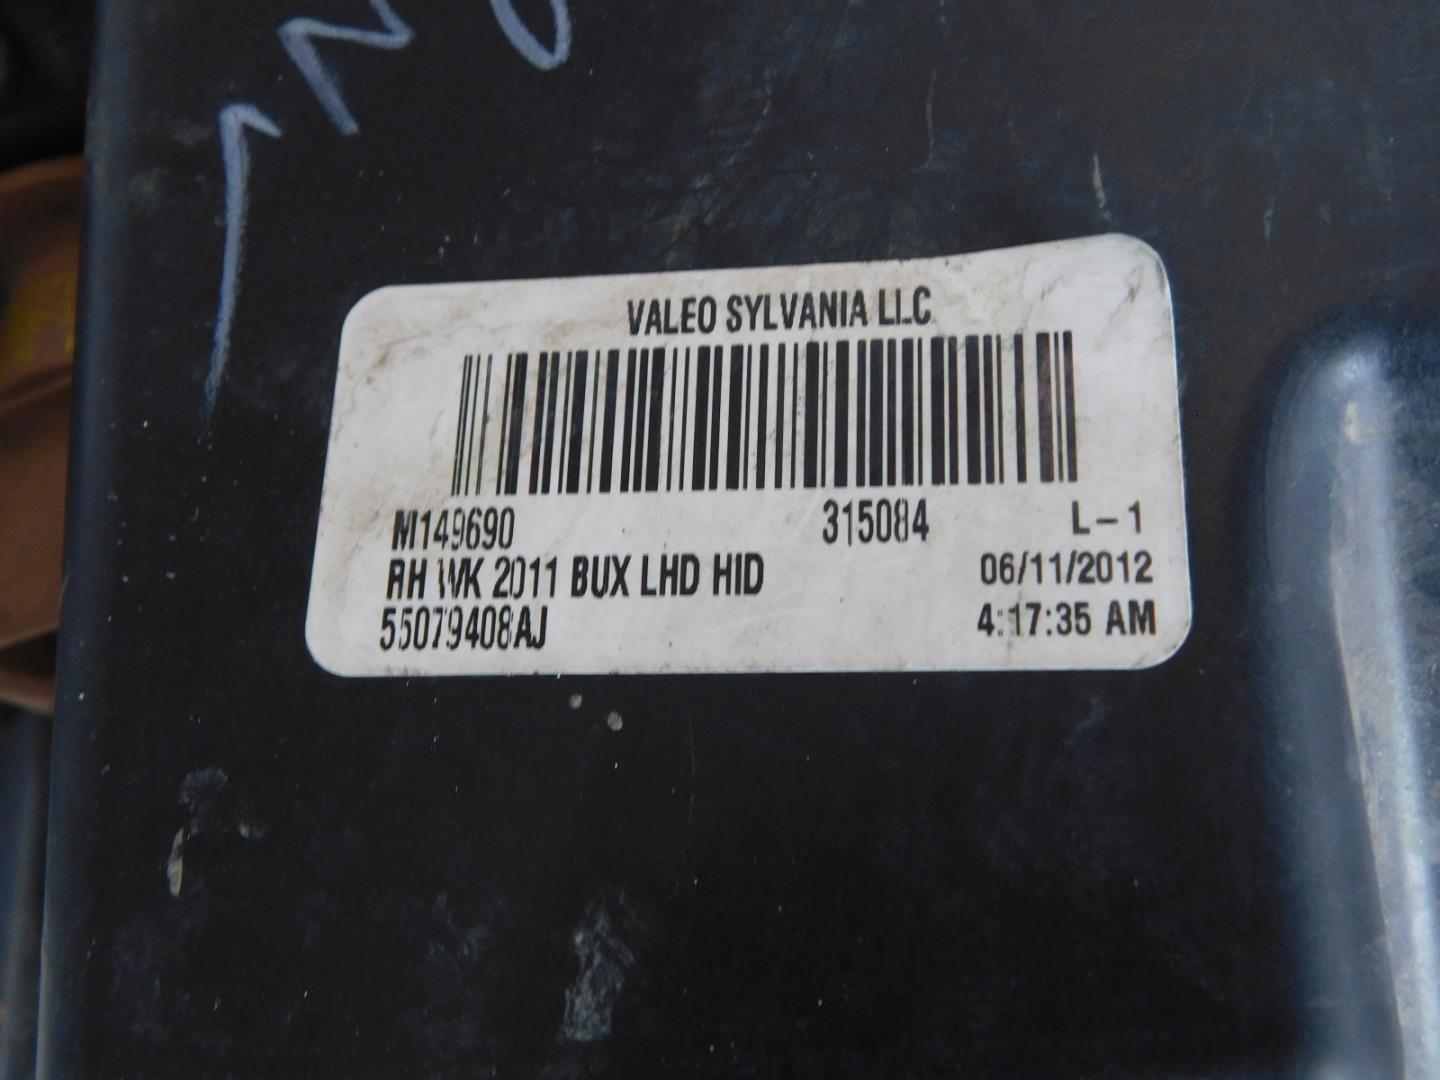 VALEO SYLVANIA LLC
M149690 315084 L-1
RH WK 2011 BUX LHD HID 06/11/2012
55079408AJ 4:17:35 AM